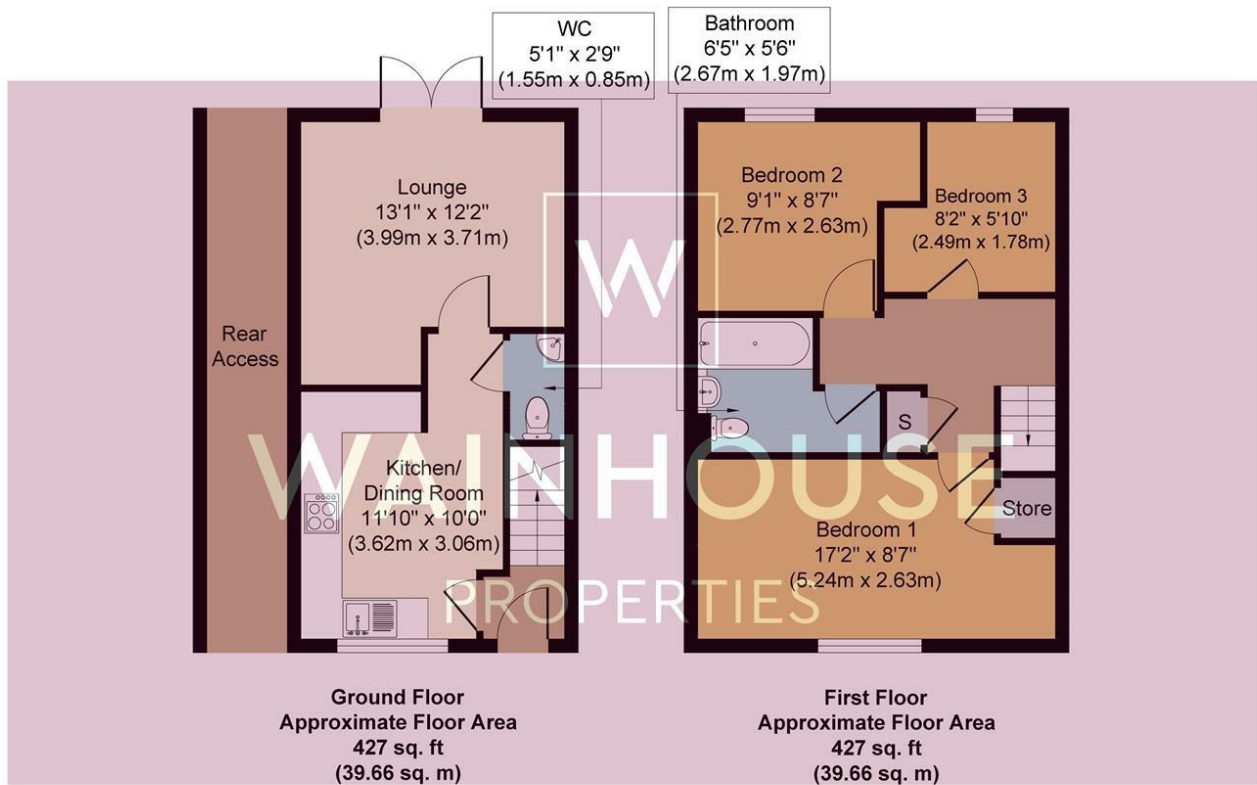 WC
5'1" x 2'9"
(1.55m x 0.85m)
Bathroom
6'5" x 5'6"
(2.67m x 1.97m)
Lounge
13'1" x 12'2"
(3.99m x 3.71m)
Rear
Access
Kitchen/
Dining Room
11'10" x 10'0"
(3.62m x 3.06m)
Bedroom 2
9'1" x 8'7"
(2.77m x 2.63m)
Bedroom 3
8'2" x 5'10"
(2.49m x 1.78m)
S
Store
Bedroom 1
17'2" x 8'7"
(5.24m x 2.63m)
W
WAINHOUSE
PROPERTIES
Ground Floor
Approximate Floor Area
427 sq. ft
(39.66 sq. m)
First Floor
Approximate Floor Area
427 sq. ft
(39.66 sq. m)